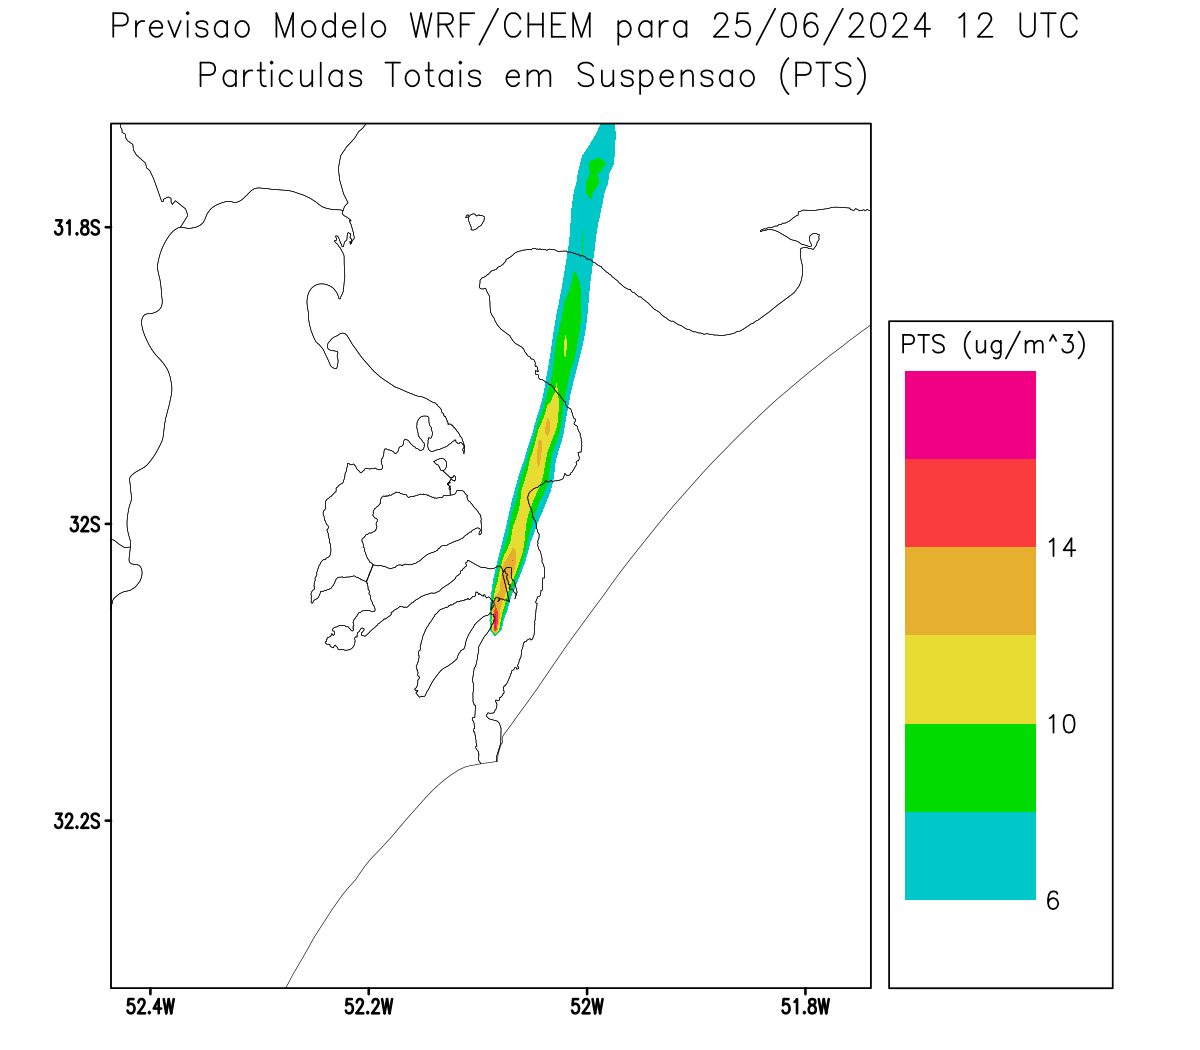 Previsao Modelo WRF/CHEM para 25/06/2024 12 UTC
Particulas Totais em Suspensao (PTS)
31.8S
32S
32.2S
52.4W
52.2W
52W
51.8W
PTS (ug/m^3)
14
10
6